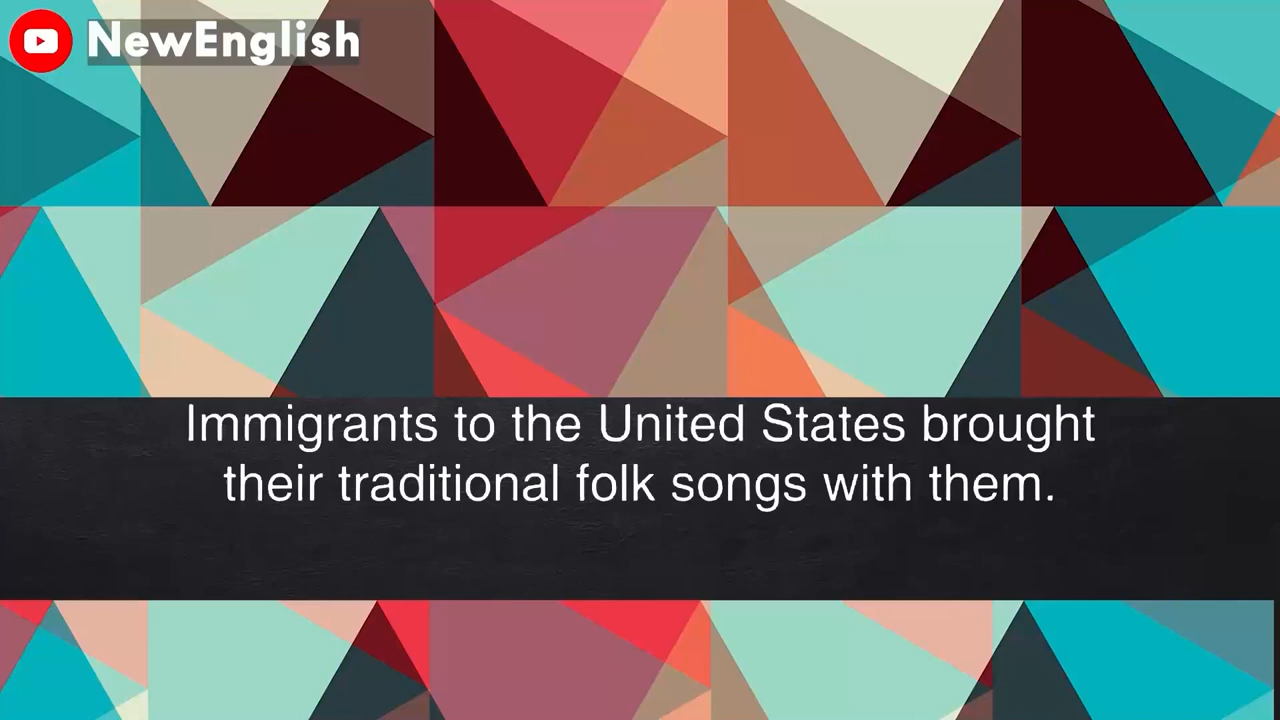 NewEnglish
Immigrants to the United States brought
their traditional folk songs with them.